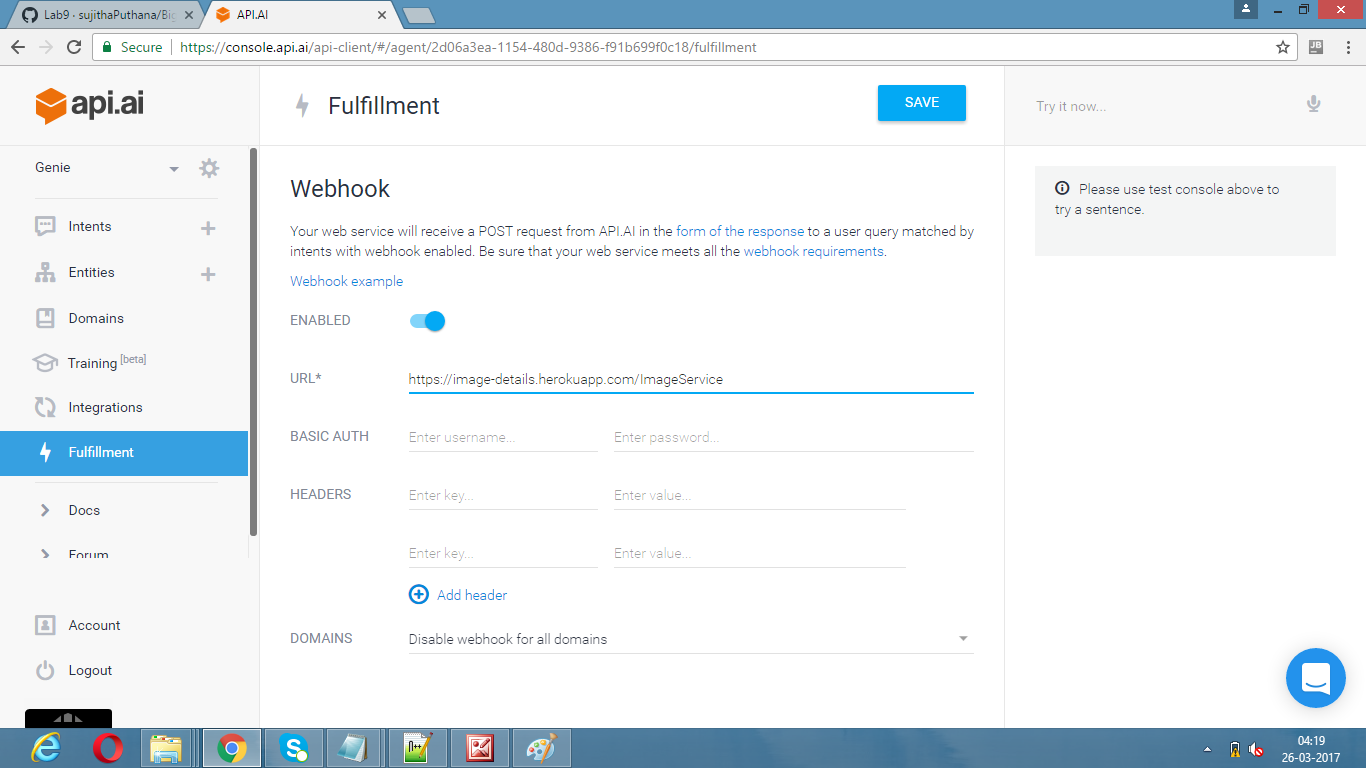 Lab9 · sujithaPuthana/Big
API.AI
Secure
https://console.api.ai/api-client/#/agent/2d06a3ea-1154-480d-9386-f91b699f0c18/fulfillment
JB
api.ai
Fulfillment
SAVE
Try it now...
Genie
Intents
Entities
Domains
Training [beta]
Integrations
Fulfillment
Docs
Forum
Account
Logout
Webhook
Your web service will receive a POST request from API.AI in the form of the response to a user query matched by
intents with webhook enabled. Be sure that your web service meets all the webhook requirements.
Webhook example
ENABLED
URL*
https://image-details.herokuapp.com/ImageService
BASIC AUTH
Enter username...
Enter password...
HEADERS
Enter key...
Enter value...
Enter key...
Enter value...
Add header
DOMAINS
Disable webhook for all domains
Please use test console above to
try a sentence.
04:19
26-03-2017